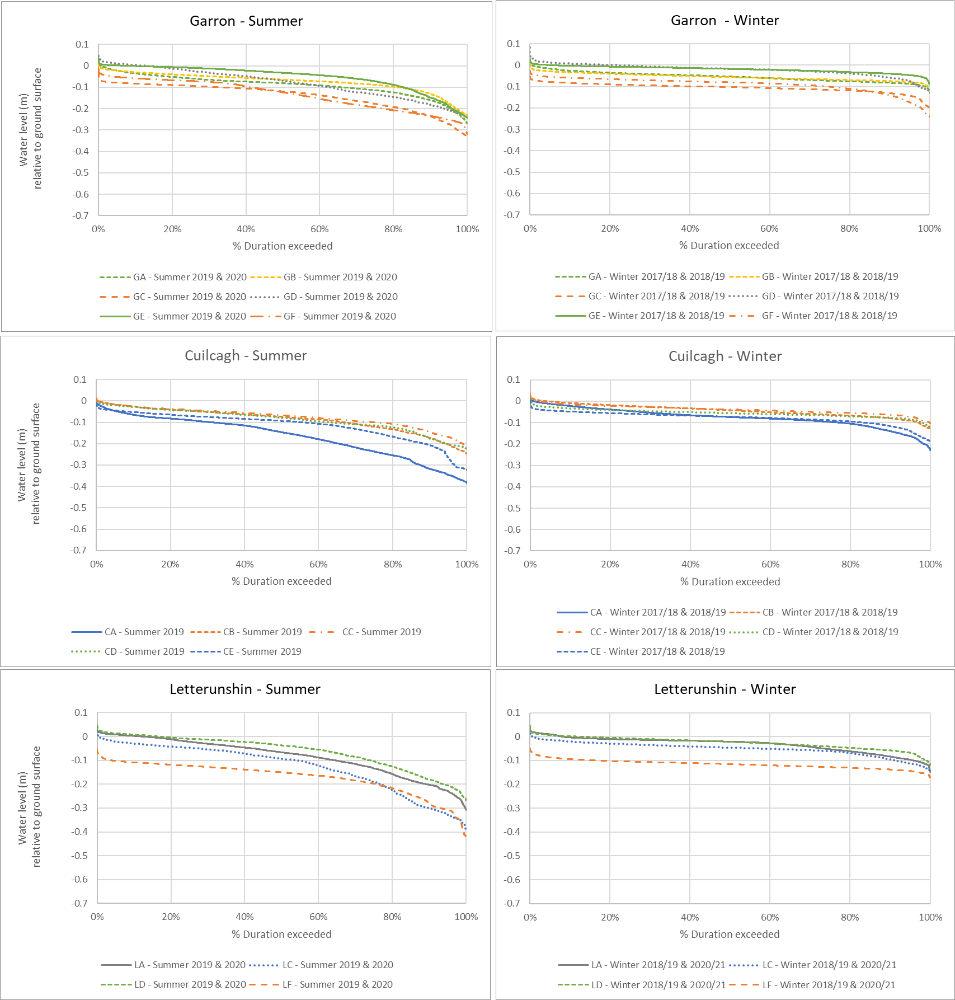 Garron - Summer
0.1
0
-0.1
-0.2
-0.3
-0.4
-0.5
-0.6
-0.7
Water level (m)
relative to ground surface
0% 20% 40% 60% 80% 100%
% Duration exceeded
GA - Summer 2019 & 2020 GB - Summer 2019 & 2020
GC - Summer 2019 & 2020 GD - Summer 2019 & 2020
GE - Summer 2019 & 2020 GF - Summer 2019 & 2020
Garron - Winter
0.1
0
-0.1
-0.2
-0.3
-0.4
-0.5
-0.6
-0.7
0% 20% 40% 60% 80% 100%
% Duration exceeded
GA - Winter 2017/18 & 2018/19 GB - Winter 2017/18 & 2018/19
GC - Winter 2017/18 & 2018/19 GD - Winter 2017/18 & 2018/19
GE - Winter 2017/18 & 2018/19 GF - Winter 2017/18 & 2018/19
Cuilcagh - Summer
0.1
0
-0.1
-0.2
-0.3
-0.4
-0.5
-0.6
-0.7
Water level (m)
relative to ground surface
0% 20% 40% 60% 80% 100%
% Duration exceeded
CA - Summer 2019 CB - Summer 2019 CC - Summer 2019
CD - Summer 2019 CE - Summer 2019
Cuilcagh - Winter
0.1
0
-0.1
-0.2
-0.3
-0.4
-0.5
-0.6
-0.7
0% 20% 40% 60% 80% 100%
% Duration exceeded
CA - Winter 2017/18 & 2018/19 CB - Winter 2017/18 & 2018/19
CC - Winter 2017/18 & 2018/19 CD - Winter 2017/18 & 2018/19
CE - Winter 2017/18 & 2018/19
Letterunshin - Summer
0.1
0
-0.1
-0.2
-0.3
-0.4
-0.5
-0.6
-0.7
Water level (m)
relative to ground surface
0% 20% 40% 60% 80% 100%
% Duration exceeded
LA - Summer 2019 & 2020 LC - Summer 2019 & 2020
LD - Summer 2019 & 2020 LF - Summer 2019 & 2020
Letterunshin - Winter
0.1
0
-0.1
-0.2
-0.3
-0.4
-0.5
-0.6
-0.7
0% 20% 40% 60% 80% 100%
% Duration exceeded
LA - Winter 2018/19 & 2020/21 LC - Winter 2018/19 & 2020/21
LD - Winter 2018/19 & 2020/21 LF - Winter 2018/19 & 2020/21